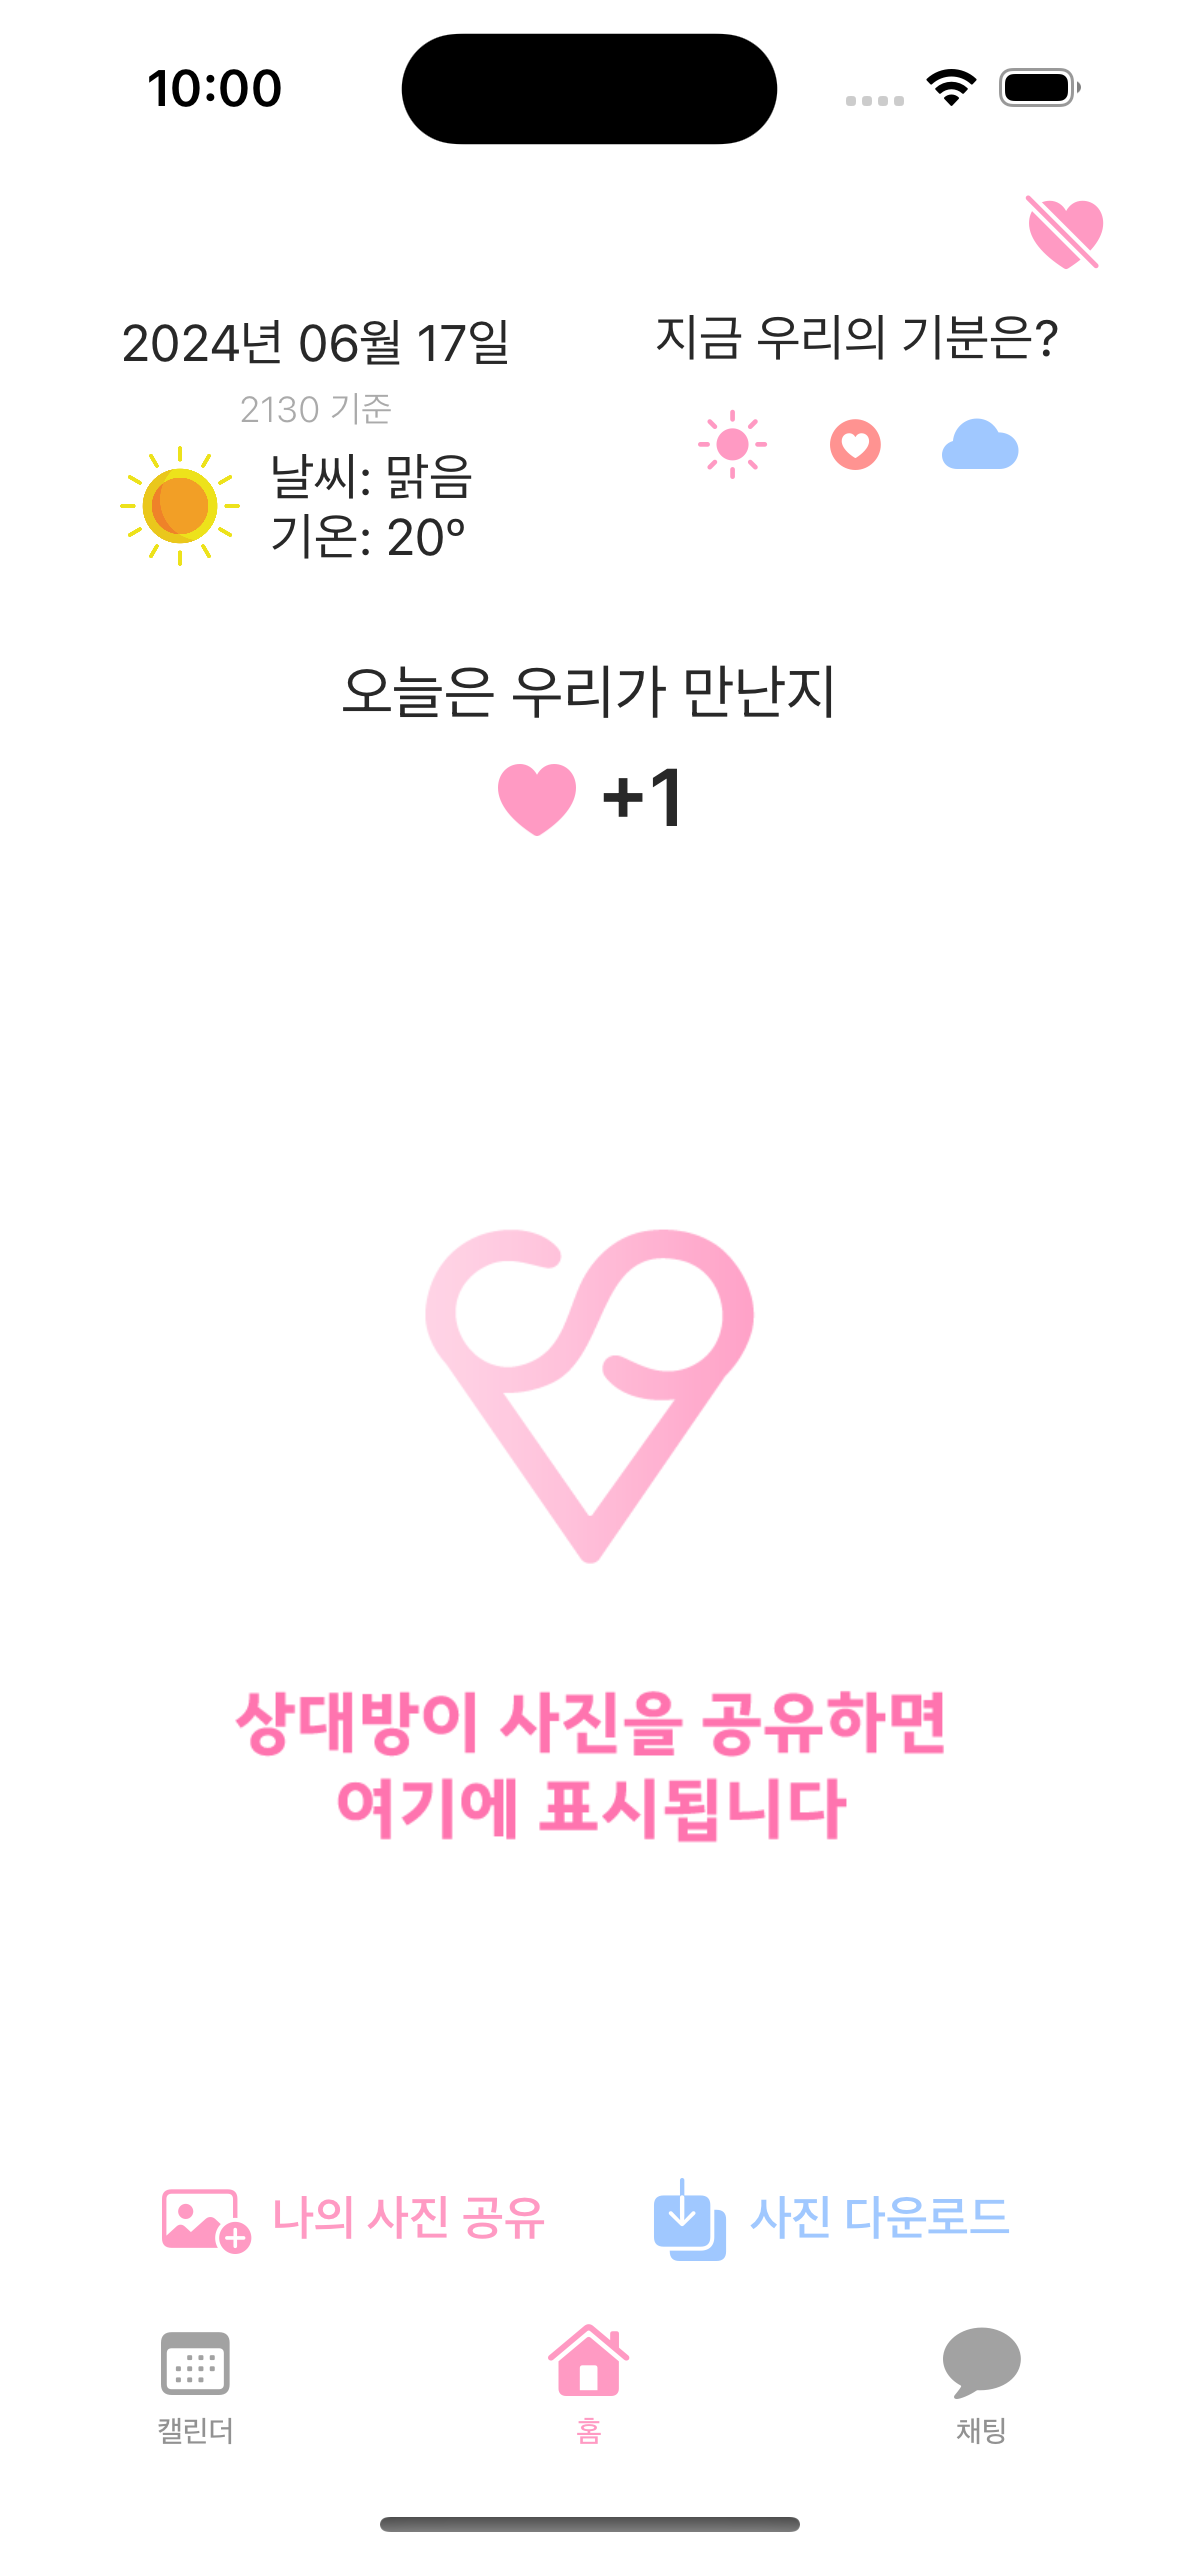 10:00
2024년 06월 17일
2130 기준
날씨: 맑음
기온: 20º
지금 우리의 기분은?
오늘은 우리가 만난지
+1
상대방이 사진을 공유하면
여기에 표시됩니다
나의 사진 공유
사진 다운로드
캘린더
홈
채팅